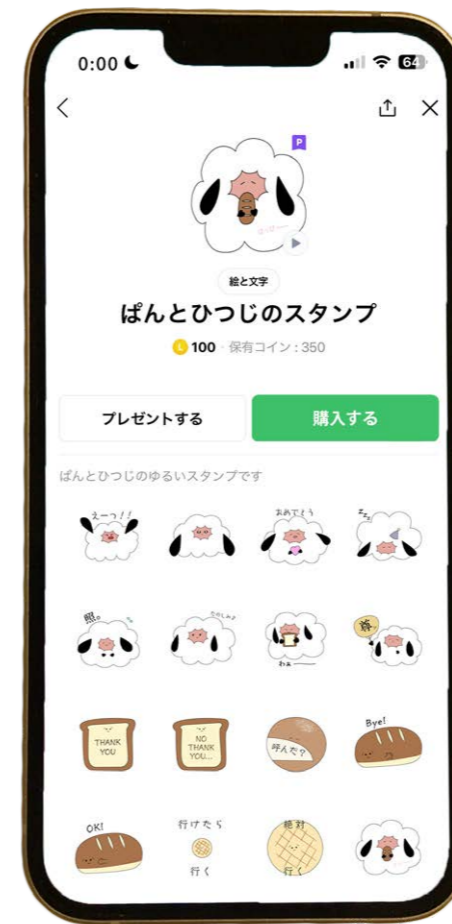 0:00
64
P
絵と文字
ぱんとひつじのスタンプ
L 100 · 保有コイン : 350
プレゼントする
購入する
ぱんとひつじのゆるいスタンプです
えーっ!!
おめでとう
zzz
照。
わぁ
尊。
THANK
YOU
NO
THANK
YOU...
呼んだ?
Bye!
OK!
行けたら
行く
絶対
行く